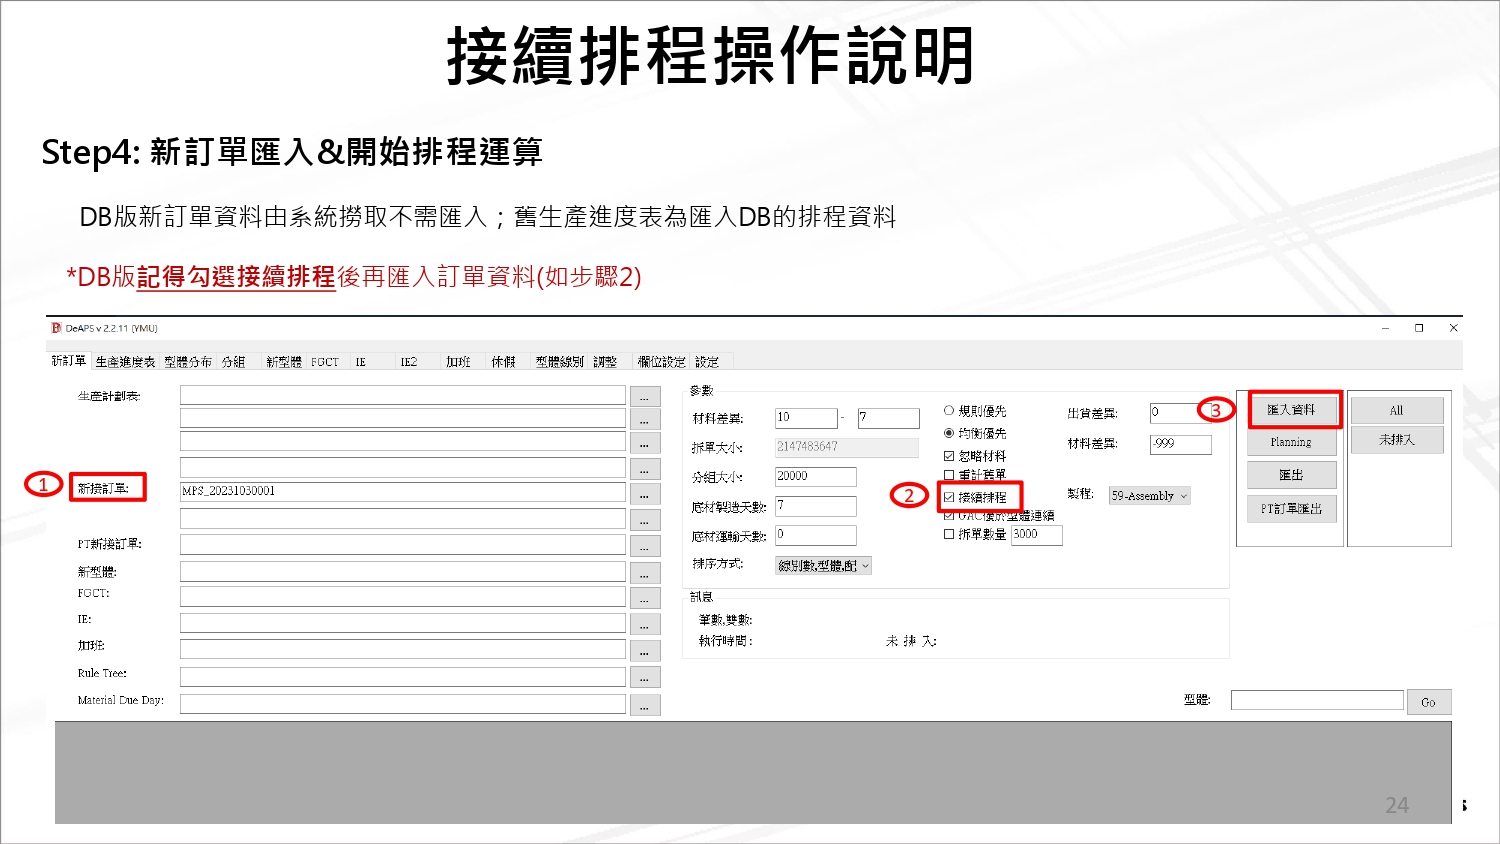 接續排程操作說明
Step4: 新訂單匯入&開始排程運算
DB版新訂單資料由系統撈取不需匯入；舊生產進度表為匯入DB的排程資料
*DB版記得勾選接續排程後再匯入訂單資料(如步驟2)
DeAPS v 2.2.11 (YMU)
新訂單 生產進度表 型體分布 分組 新型體 FGCT IE IE2 加班 休假 型體線別 調整 欄位設定 設定
生產計劃表: ...
...
...
...
1 新接訂單: MPS_20231030001 ...
...
PT新接訂單: ...
新型體: ...
FGCT: ...
IE: ...
加班: ...
Rule Tree: ...
Material Due Day: ...
參數
材料差異: 10 - 7
拆單大小: 2147483647
分組大小: 20000
底材製造天數: 7
底材運輸天數: 0
排序方式: 線別數,型體,配
規則優先
均衡優先
忽略材料
重計舊單
2 接續排程
GAC優於型體連續
拆單數量 3000
出貨差異: 0
材料差異: -999
製程: 59-Assembly
3 匯入資料
Planning
匯出
PT訂單匯出
All
未排入
訊息
筆數,雙數:
執行時間: 未排入:
型體: Go
24